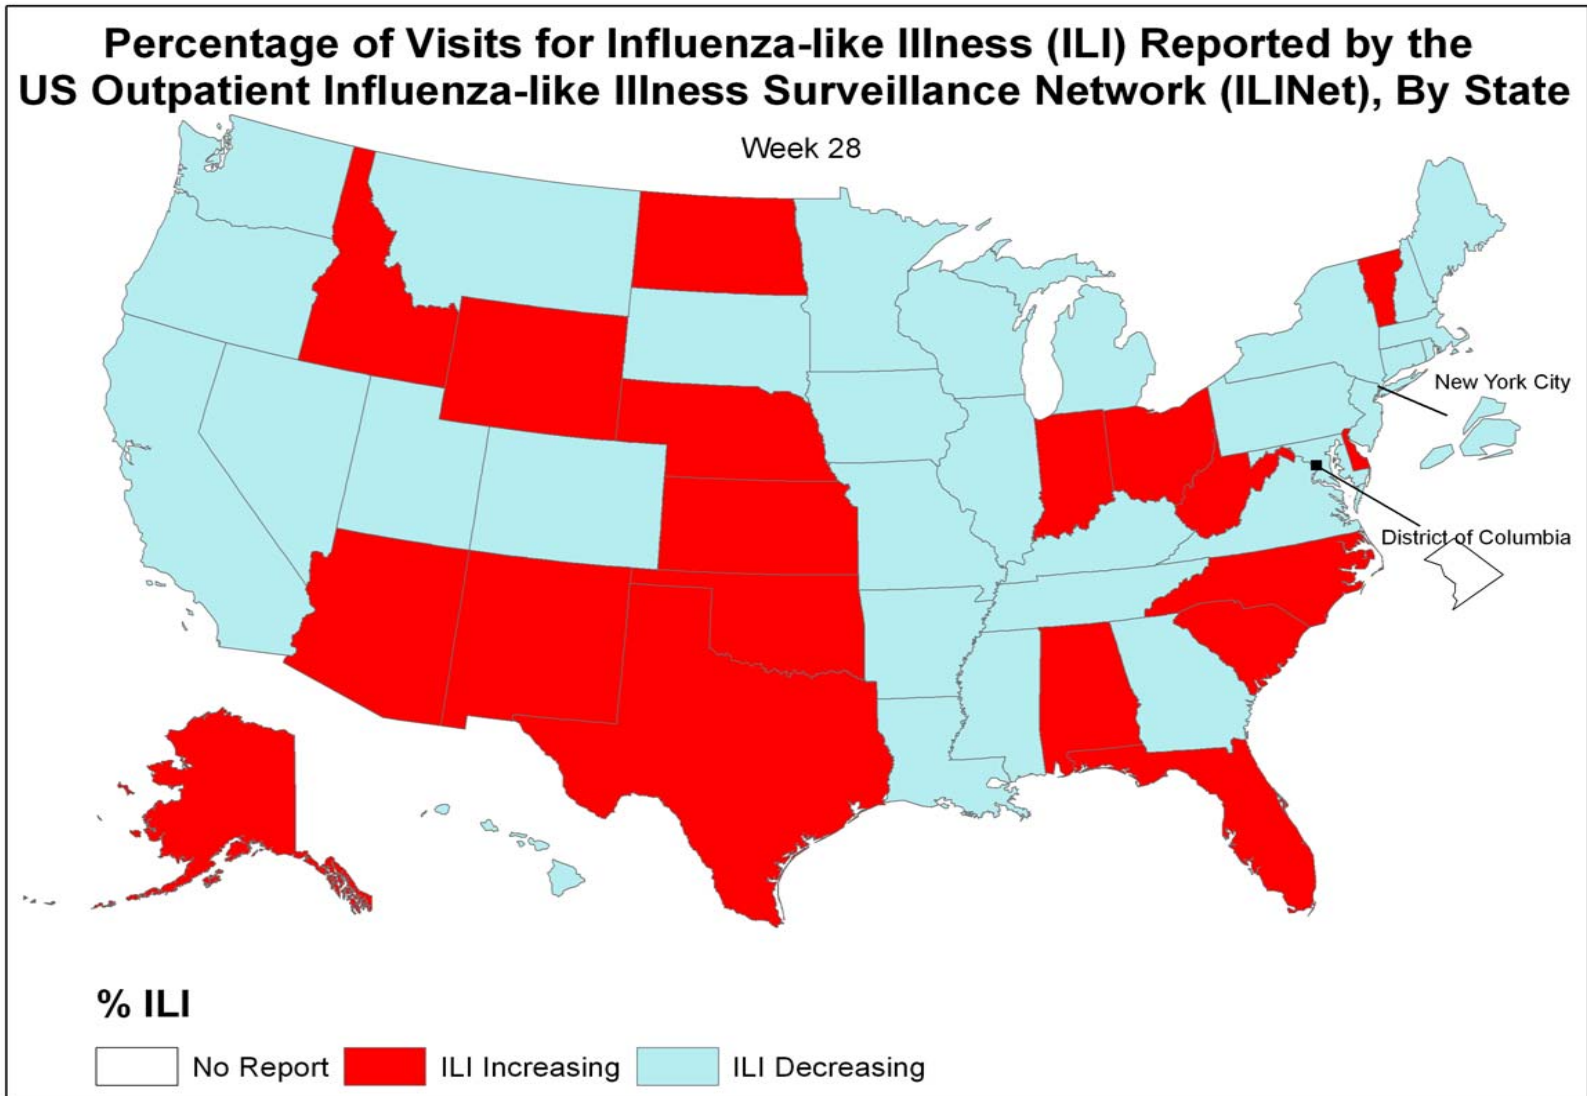 Percentage of Visits for Influenza-like Illness (ILI) Reported by the
US Outpatient Influenza-like Illness Surveillance Network (ILINet), By State
Week 28
New York City
District of Columbia
% ILI
No Report
ILI Increasing
ILI Decreasing